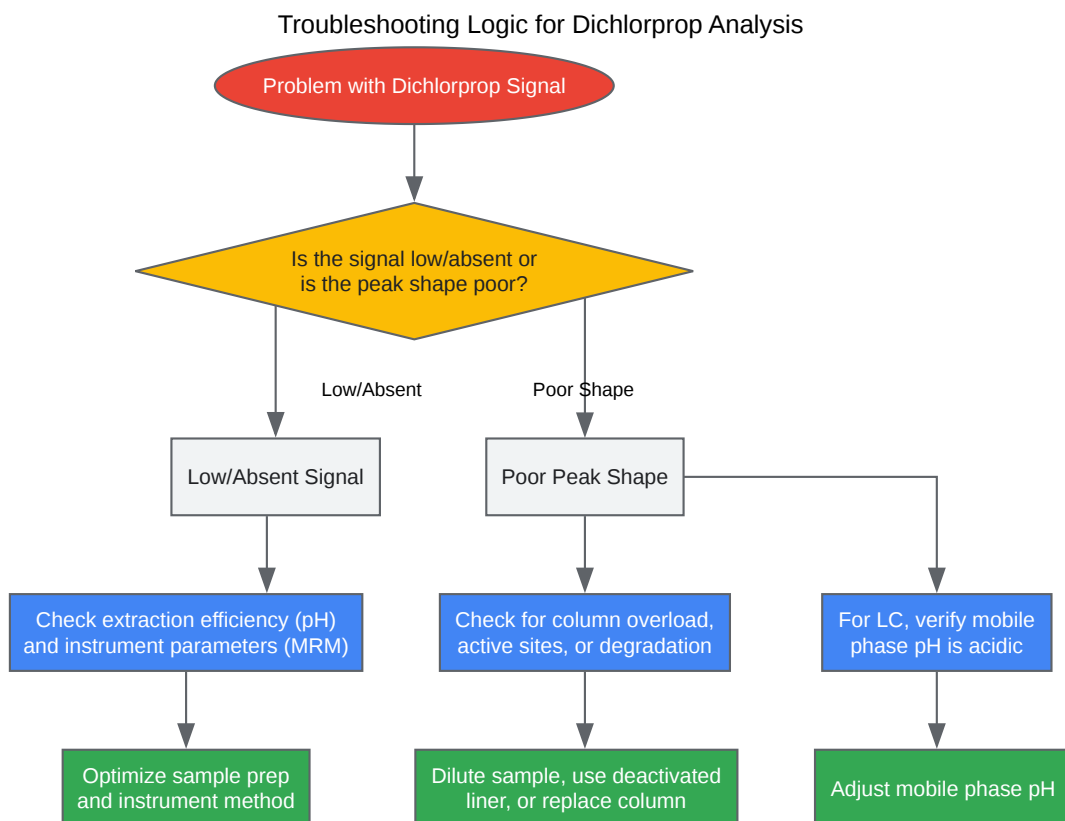 Troubleshooting Logic for Dichlorprop Analysis
Problem with Dichlorprop Signal
Is the signal low/absent or
is the peak shape poor?
Low/Absent
Poor Shape
Low/Absent Signal
Poor Peak Shape
Check extraction efficiency (pH)
and instrument parameters (MRM)
Check for column overload,
active sites, or degradation
For LC, verify mobile
phase pH is acidic
Optimize sample prep
and instrument method
Dilute sample, use deactivated
liner, or replace column
Adjust mobile phase pH